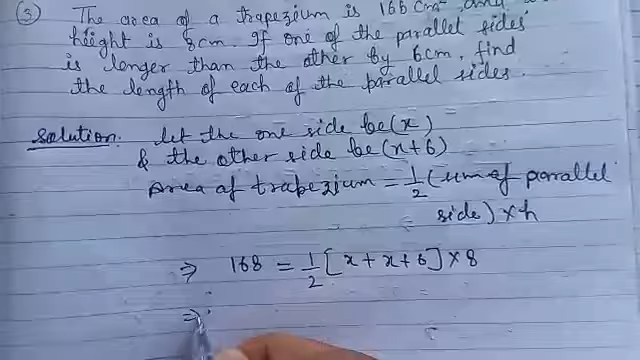 ③ The area of a trapezium is 168 cm² and
height is 8cm. If one of the parallel sides
is longer than the other by 6cm, find
the length of each of the parallel sides.
Solution: let the one side be (x)
& the other side be (x+6)
Area of trapezium = 1/2 (sum of parallel
side) × h
⇒ 168 = 1/2 [x + x + 6] × 8
⇒